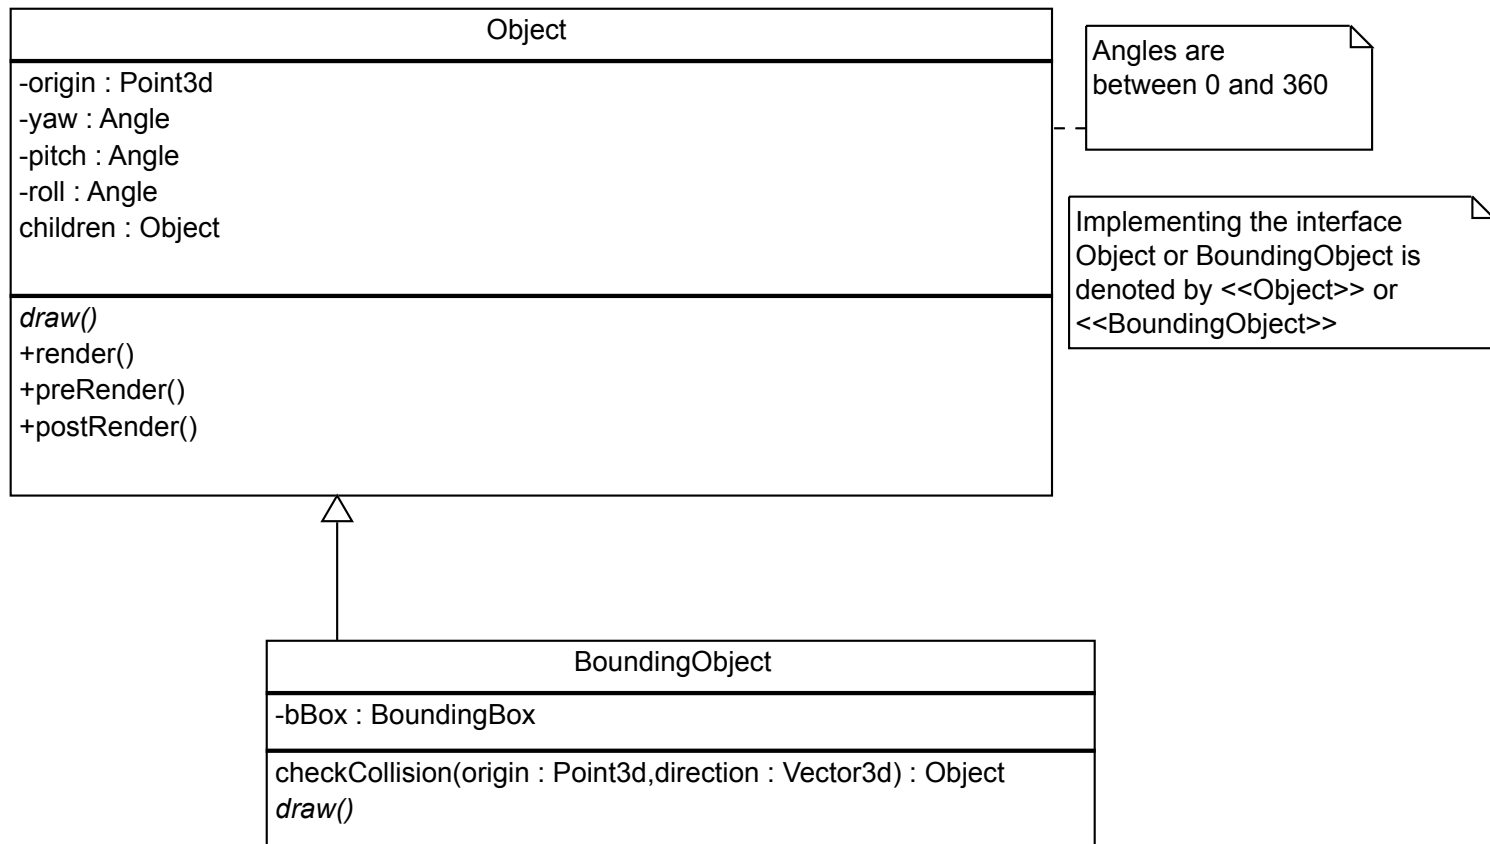 Object
-origin : Point3d
-yaw : Angle
-pitch : Angle
-roll : Angle
children : Object
draw()
+render()
+preRender()
+postRender()
Angles are
between 0 and 360
Implementing the interface
Object or BoundingObject is
denoted by <<Object>> or
<<BoundingObject>>
BoundingObject
-bBox : BoundingBox
checkCollision(origin : Point3d,direction : Vector3d) : Object
draw()